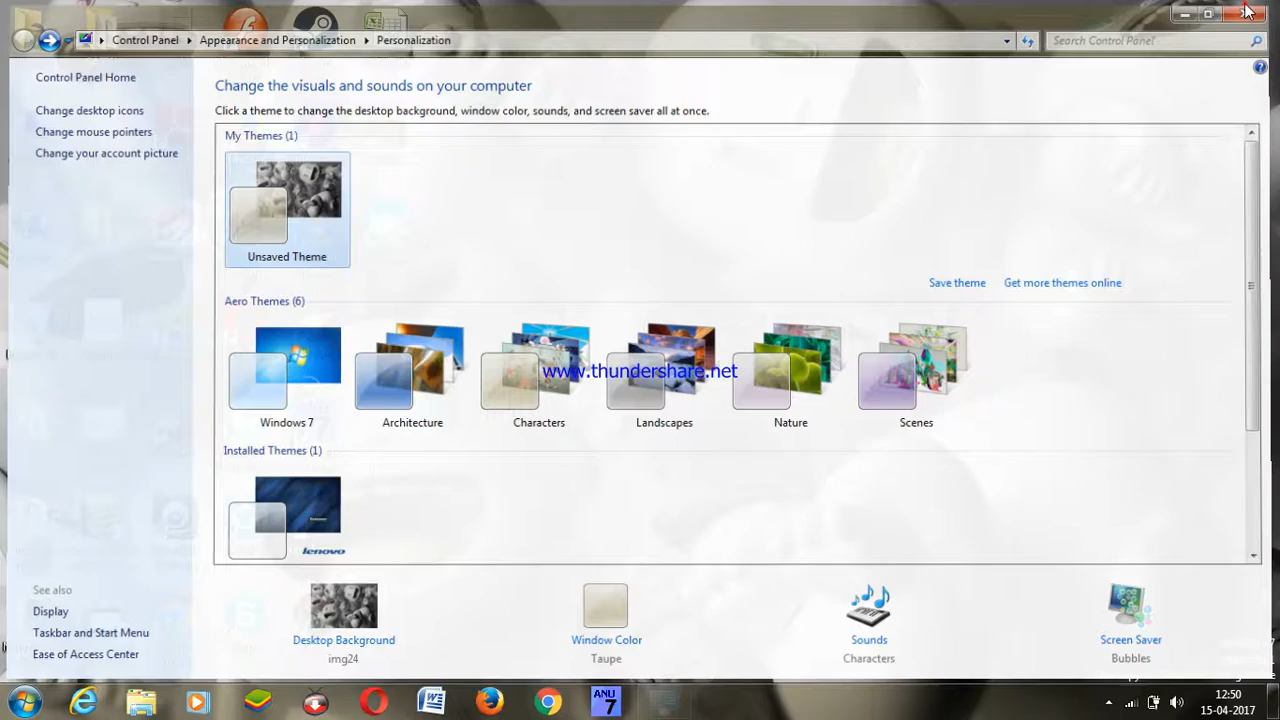 Control Panel Appearance and Personalization Personalization Search Control Panel
Control Panel Home
Change desktop icons
Change mouse pointers
Change your account picture
Change the visuals and sounds on your computer
Click a theme to change the desktop background, window color, sounds, and screen saver all at once.
My Themes (1)
Unsaved Theme
Save theme Get more themes online
Aero Themes (6)
www.thundershare.net
Windows 7 Architecture Characters Landscapes Nature Scenes
Installed Themes (1)
lenovo
See also
Display
Taskbar and Start Menu
Ease of Access Center
Desktop Background Window Color Sounds Screen Saver
img24 Taupe Characters Bubbles
ANU
7
12:50
15-04-2017